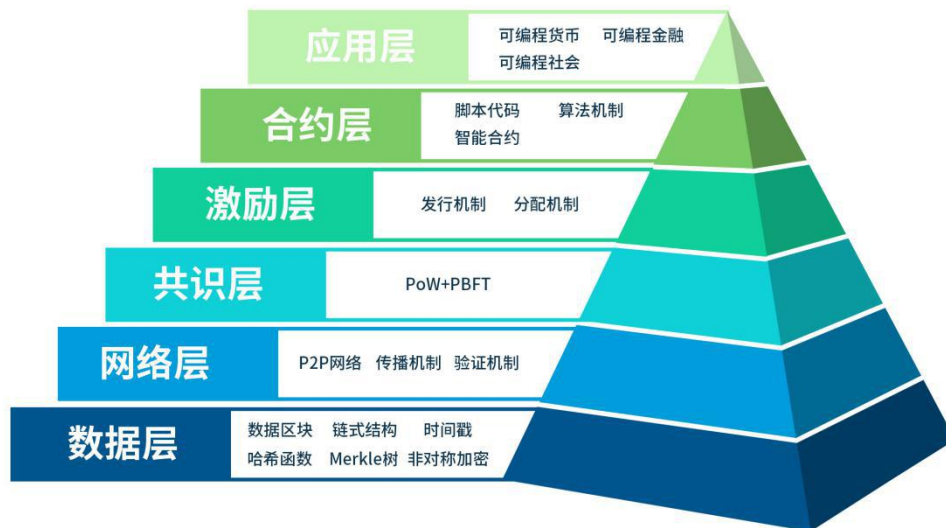 应用层
可编程货币 可编程金融
可编程社会
合约层
脚本代码 算法机制
智能合约
激励层
发行机制 分配机制
共识层
PoW+PBFT
网络层
P2P网络 传播机制 验证机制
数据层
数据区块 链式结构 时间戳
哈希函数 Merkle树 非对称加密